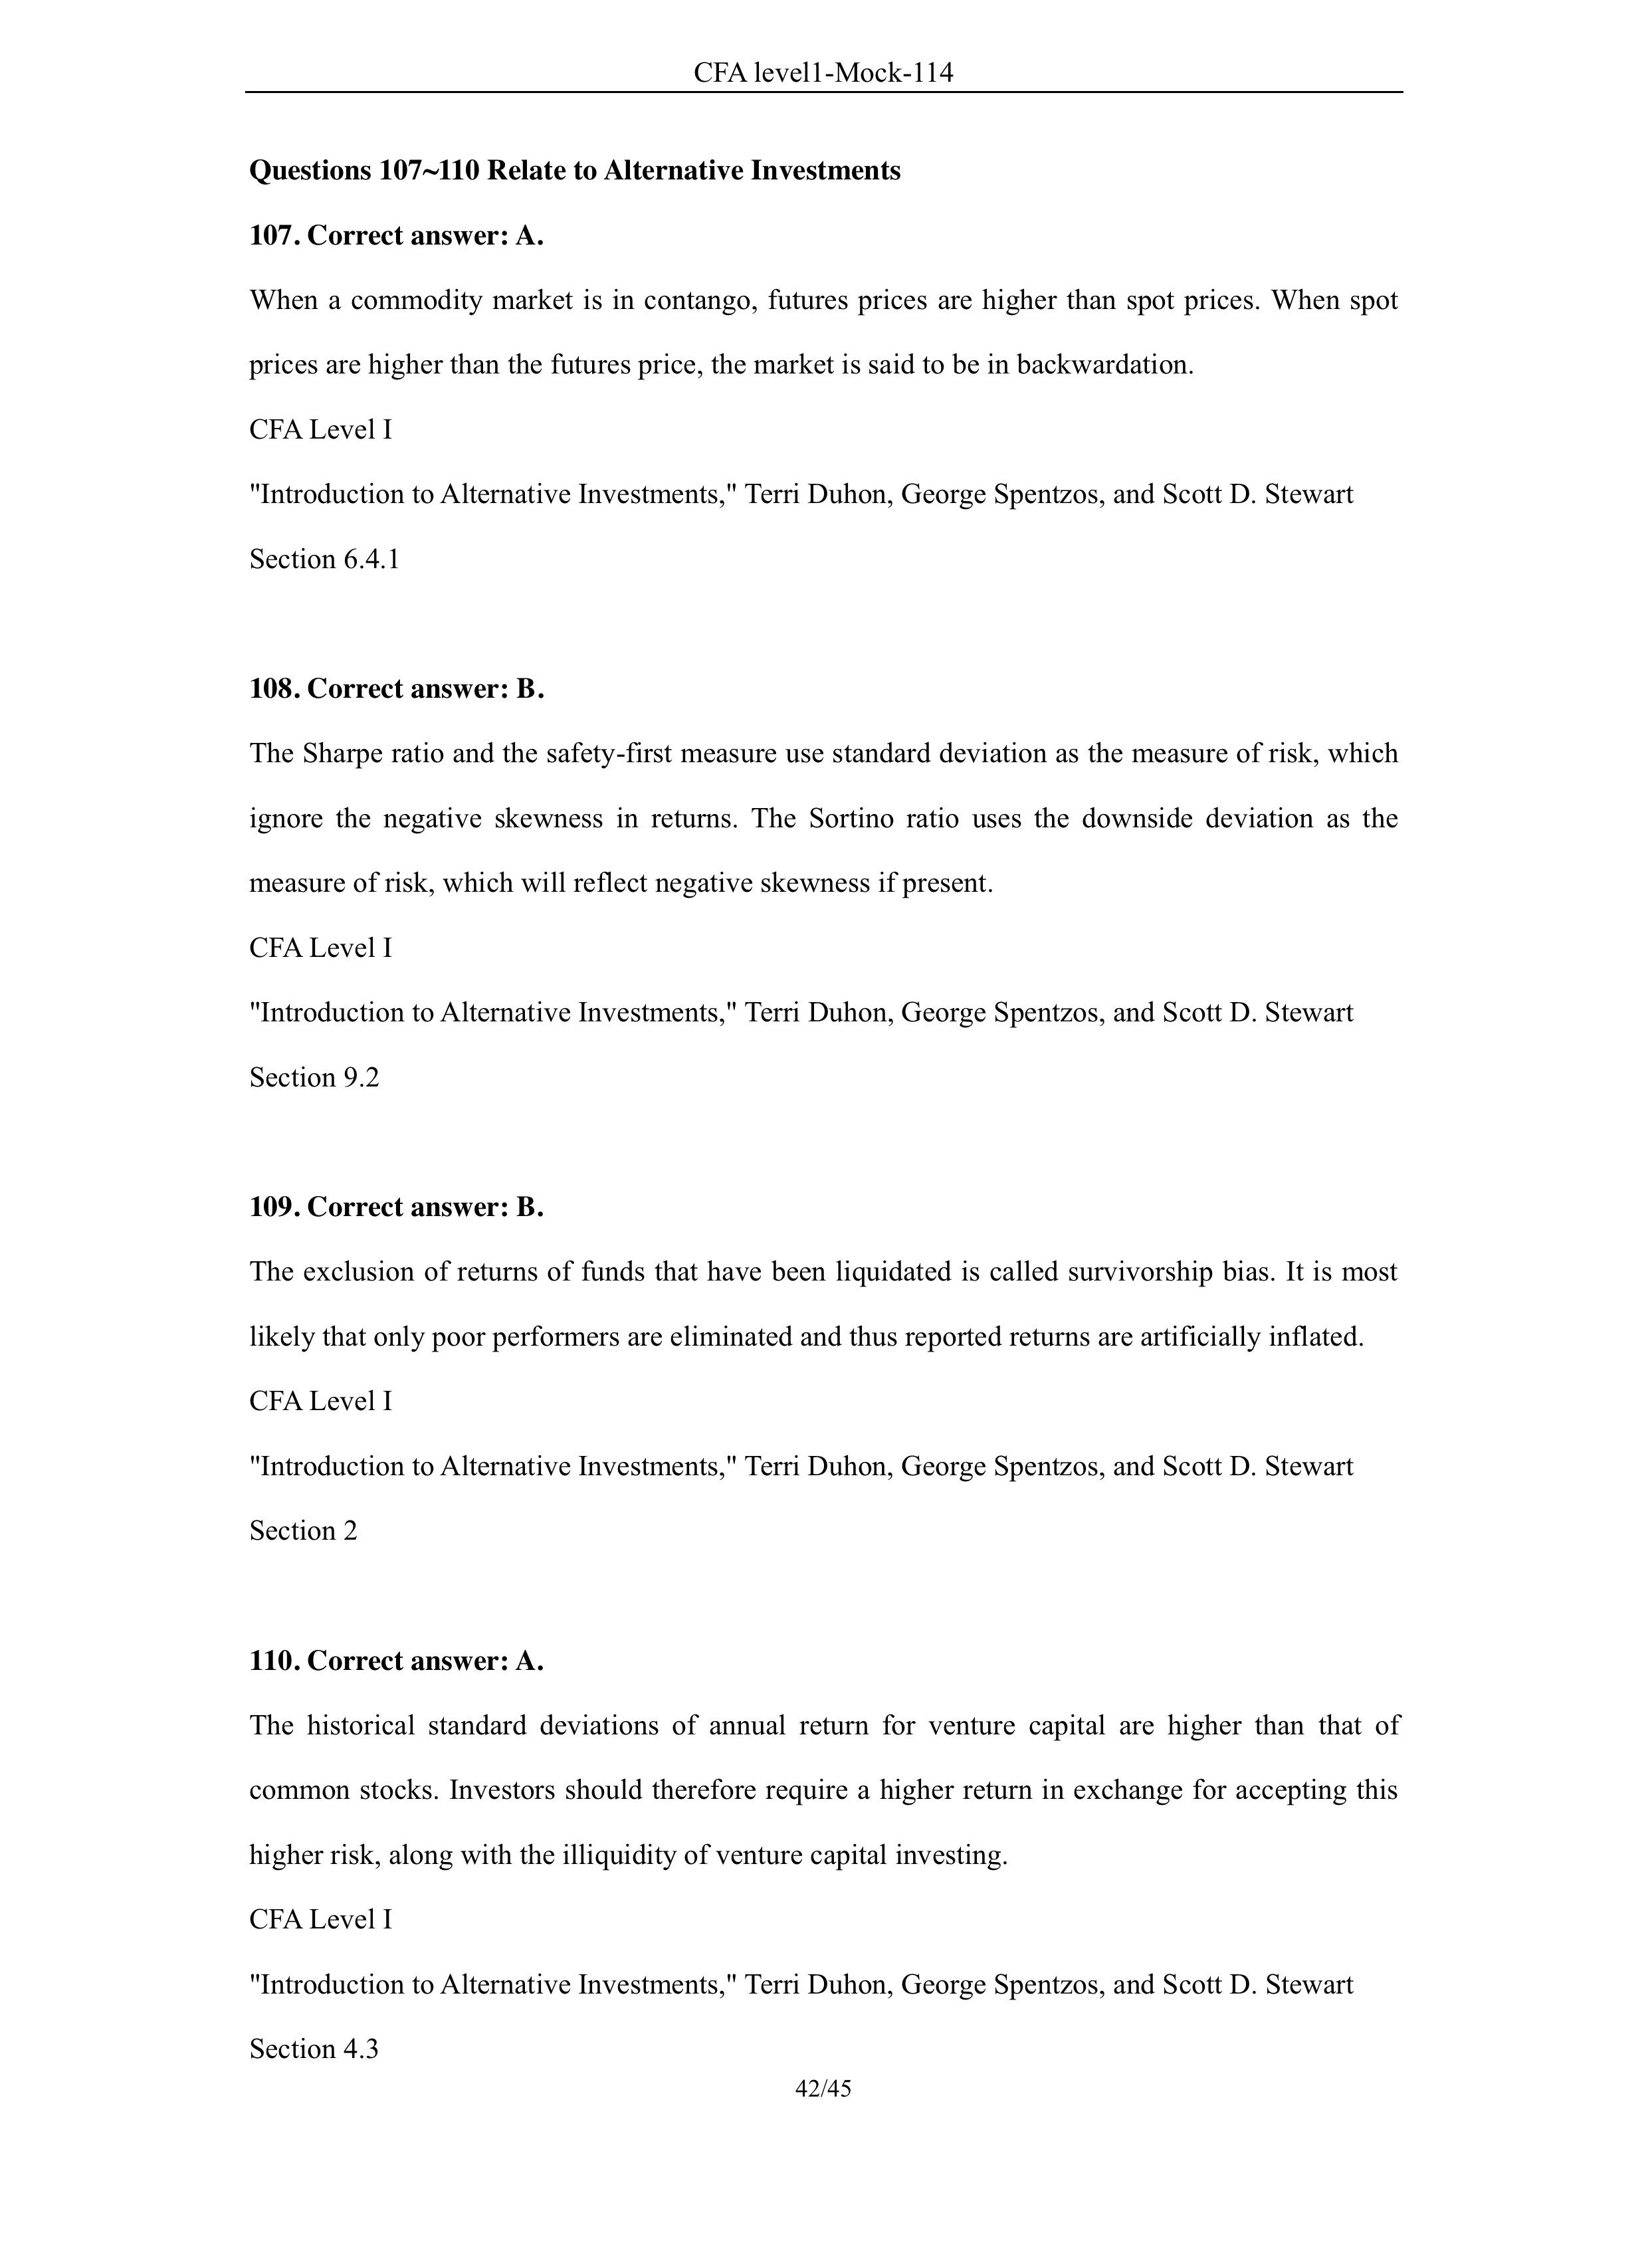 CFA level1-Mock-114
Questions 107~110 Relate to Alternative Investments
107. Correct answer: A.
When a commodity market is in contango, futures prices are higher than spot prices. When spot
prices are higher than the futures price, the market is said to be in backwardation.
CFA Level I
"Introduction to Alternative Investments," Terri Duhon, George Spentzos, and Scott D. Stewart
Section 6.4.1
108. Correct answer: B.
The Sharpe ratio and the safety-first measure use standard deviation as the measure of risk, which
ignore the negative skewness in returns. The Sortino ratio uses the downside deviation as the
measure of risk, which will reflect negative skewness if present.
CFA Level I
"Introduction to Alternative Investments," Terri Duhon, George Spentzos, and Scott D. Stewart
Section 9.2
109. Correct answer: B.
The exclusion of returns of funds that have been liquidated is called survivorship bias. It is most
likely that only poor performers are eliminated and thus reported returns are artificially inflated.
CFA Level I
"Introduction to Alternative Investments," Terri Duhon, George Spentzos, and Scott D. Stewart
Section 2
110. Correct answer: A.
The historical standard deviations of annual return for venture capital are higher than that of
common stocks. Investors should therefore require a higher return in exchange for accepting this
higher risk, along with the illiquidity of venture capital investing.
CFA Level I
"Introduction to Alternative Investments," Terri Duhon, George Spentzos, and Scott D. Stewart
Section 4.3
42/45